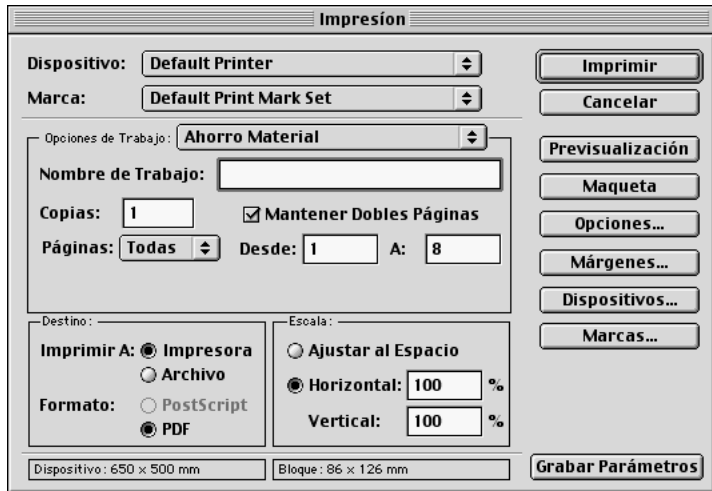 Impresíon
Dispositivo: Default Printer
Marca: Default Print Mark Set
Opciones de Trabajo: Ahorro Material
Nombre de Trabajo:
Copias: 1 Mantener Dobles Páginas
Páginas: Todas Desde: 1 A: 8
Destino:
Imprimir A: Impresora
Archivo
Formato: PostScript
PDF
Escala:
Ajustar al Espacio
Horizontal: 100 %
Vertical: 100 %
Dispositivo: 650 x 500 mm
Bloque: 86 x 126 mm
Imprimir
Cancelar
Previsualización
Maqueta
Opciones...
Márgenes...
Dispositivos...
Marcas...
Grabar Parámetros